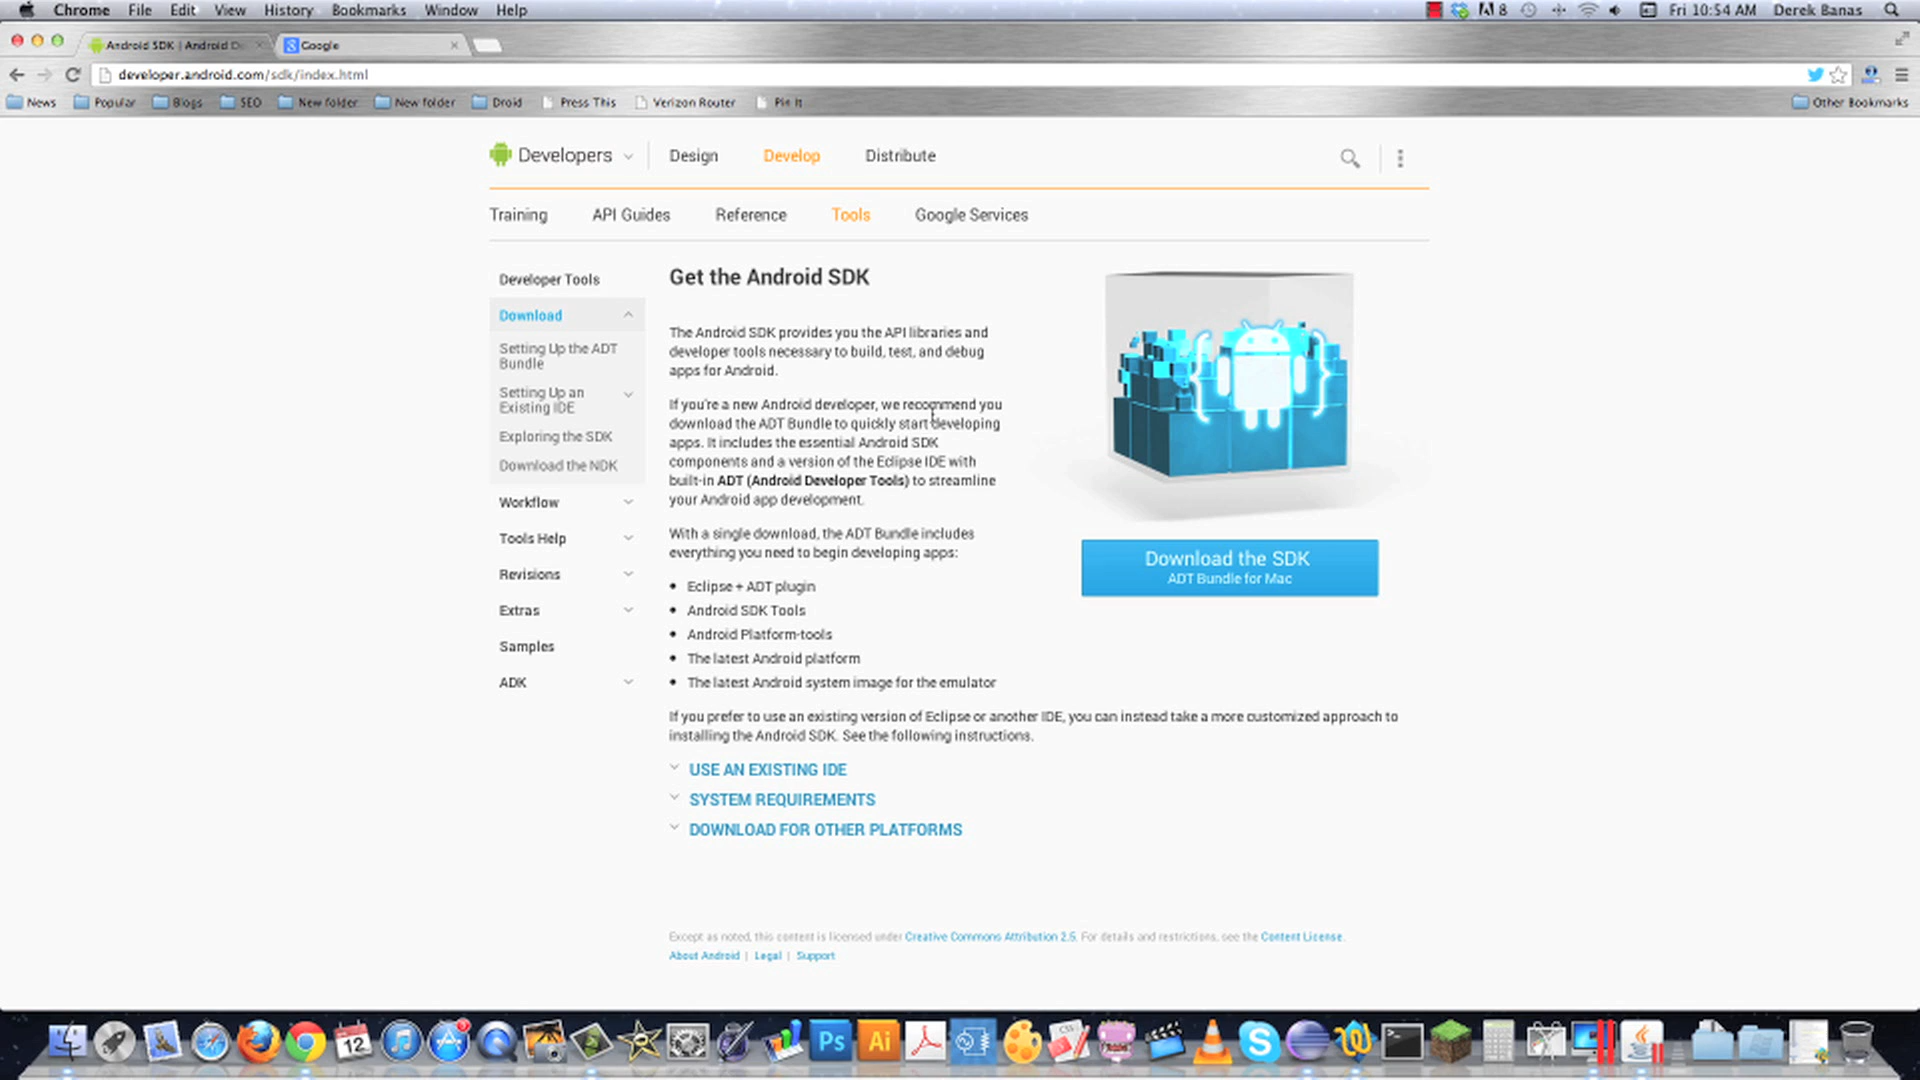 Chrome File Edit View History Bookmarks Window Help
8 Fri 10:54 AM Derek Banas
Android SDK | Android De
Google
developer.android.com/sdk/index.html
News Popular Blogs SEO New folder New folder Droid Press This Verizon Router Pin It Other Bookmarks
Developers Design Develop Distribute
Training API Guides Reference Tools Google Services
Developer Tools
Download
Setting Up the ADT
Bundle
Setting Up an
Existing IDE
Exploring the SDK
Download the NDK
Workflow
Tools Help
Revisions
Extras
Samples
ADK
Get the Android SDK
The Android SDK provides you the API libraries and
developer tools necessary to build, test, and debug
apps for Android.
If you're a new Android developer, we recommend you
download the ADT Bundle to quickly start developing
apps. It includes the essential Android SDK
components and a version of the Eclipse IDE with
built-in ADT (Android Developer Tools) to streamline
your Android app development.
With a single download, the ADT Bundle includes
everything you need to begin developing apps:
• Eclipse + ADT plugin
• Android SDK Tools
• Android Platform-tools
• The latest Android platform
• The latest Android system image for the emulator
Download the SDK
ADT Bundle for Mac
If you prefer to use an existing version of Eclipse or another IDE, you can instead take a more customized approach to
installing the Android SDK. See the following instructions.
USE AN EXISTING IDE
SYSTEM REQUIREMENTS
DOWNLOAD FOR OTHER PLATFORMS
Except as noted, this content is licensed under Creative Commons Attribution 2.5. For details and restrictions, see the Content License.
About Android | Legal | Support
12
Ps
Ai